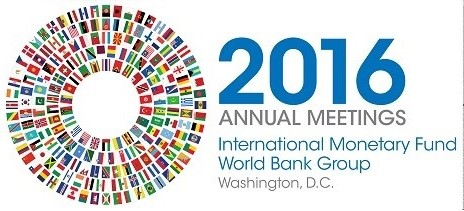 2016
ANNUAL MEETINGS
International Monetary Fund
World Bank Group
Washington, D.C.